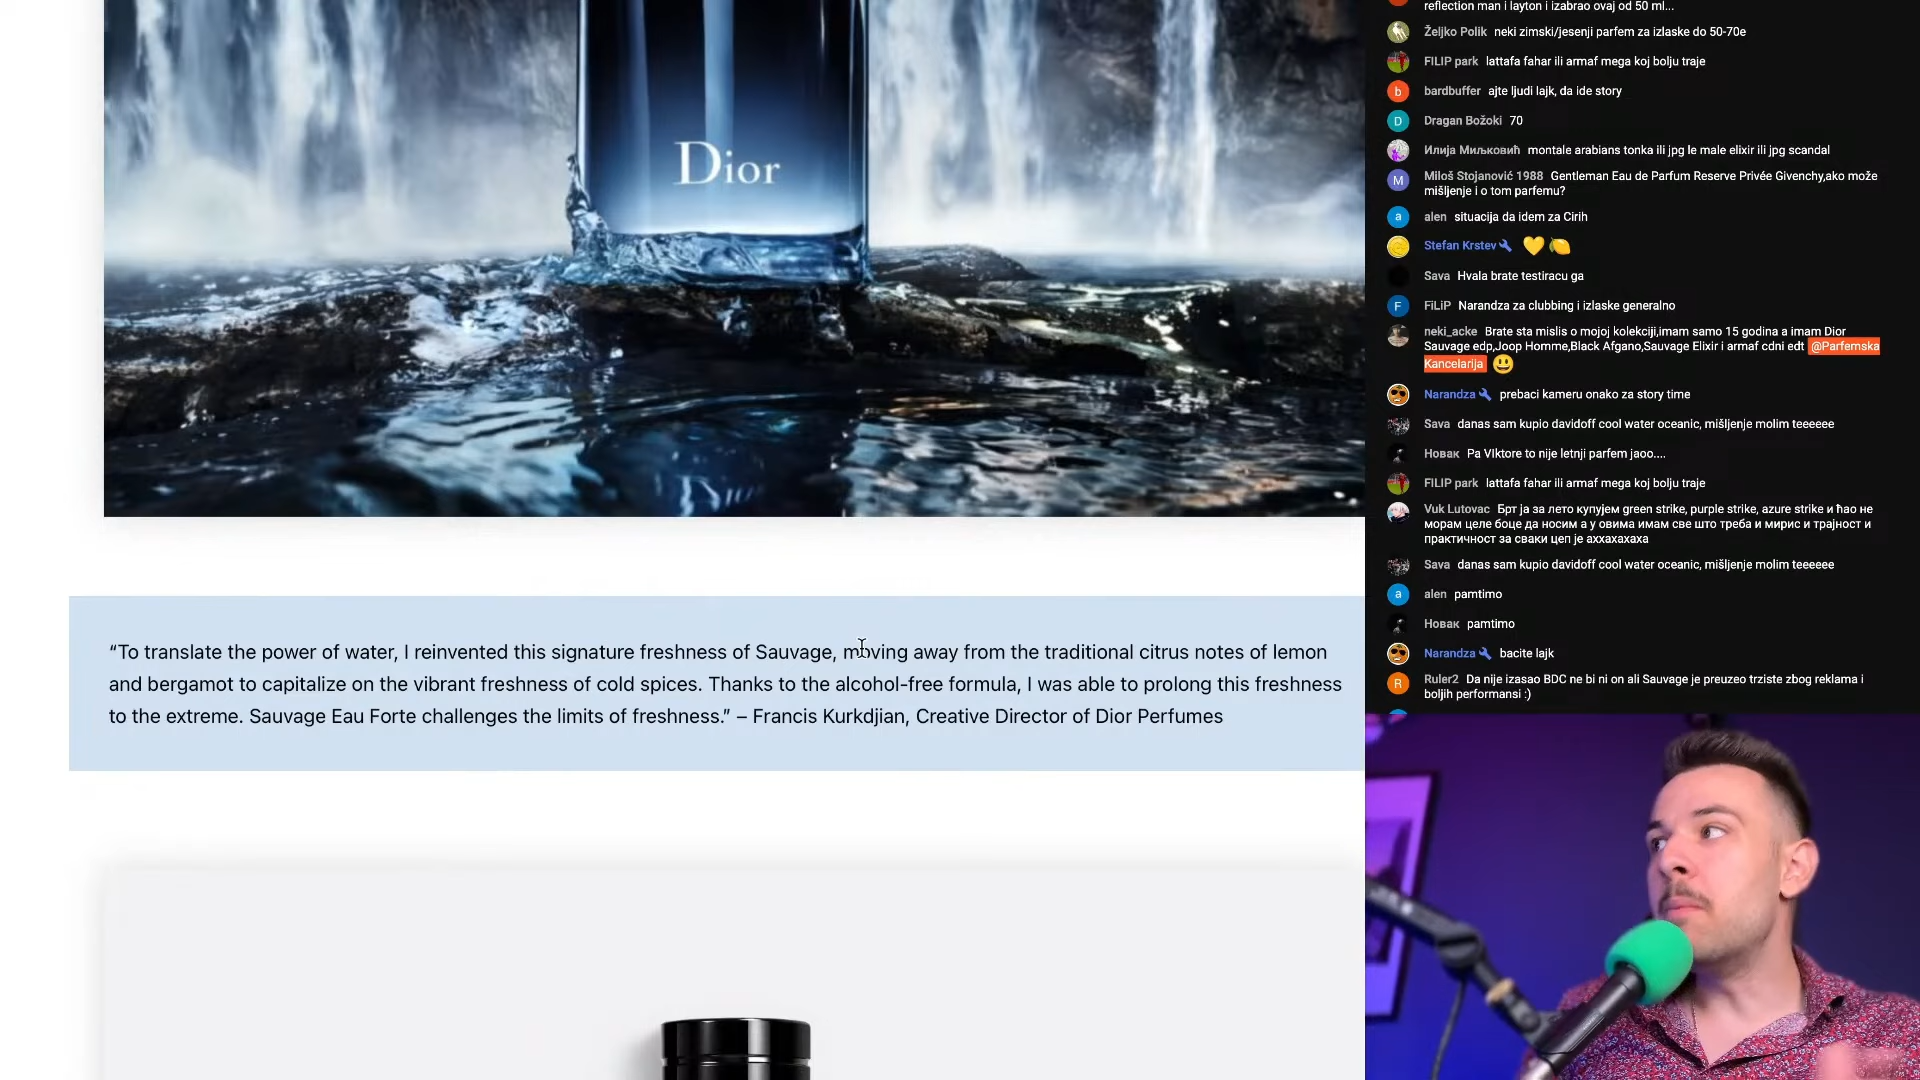 Dior
“To translate the power of water, I reinvented this signature freshness of Sauvage, moving away from the traditional citrus notes of lemon
and bergamot to capitalize on the vibrant freshness of cold spices. Thanks to the alcohol-free formula, I was able to prolong this freshness
to the extreme. Sauvage Eau Forte challenges the limits of freshness.” – Francis Kurkdjian, Creative Director of Dior Perfumes
reflection man i layton i izabrao ovaj od 50 ml...
Željko Polik neki zimski/jesenji parfem za izlaske do 50-70e
FILIP park lattafa fahar ili armaf mega koj bolju traje
b bardbuffer ajte ljudi lajk, da ide story
D Dragan Božoki 70
Илија Миљковић montale arabians tonka ili jpg le male elixir ili jpg scandal
M Miloš Stojanović 1988 Gentleman Eau de Parfum Reserve Privée Givenchy,ako može
mišljenje i o tom parfemu?
a alen situacija da idem za Cirih
Stefan Krstev 💛🍋
Sava Hvala brate testiracu ga
F FiLiP Narandza za clubbing i izlaske generalno
neki_acke Brate sta mislis o mojoj kolekciji,imam samo 15 godina a imam Dior
Sauvage edp,Joop Homme,Black Afgano,Sauvage Elixir i armaf cdni edt @Parfemska
Kancelarija 😃
Narandza prebaci kameru onako za story time
Sava danas sam kupio davidoff cool water oceanic, mišljenje molim teeeeee
Новак Pa VIktore to nije letnji parfem jaoo....
FILIP park lattafa fahar ili armaf mega koj bolju traje
Vuk Lutovac Брт ја за лето купујем green strike, purple strike, azure strike и ћао не
морам целе боце да носим а у овима имам све што треба и мирис и трајност и
практичност за сваки цеп је аххахахаха
Sava danas sam kupio davidoff cool water oceanic, mišljenje molim teeeeee
a alen pamtimo
Новак pamtimo
Narandza bacite lajk
R Ruler2 Da nije izasao BDC ne bi ni on ali Sauvage je preuzeo trziste zbog reklama i
boljih performansi :)